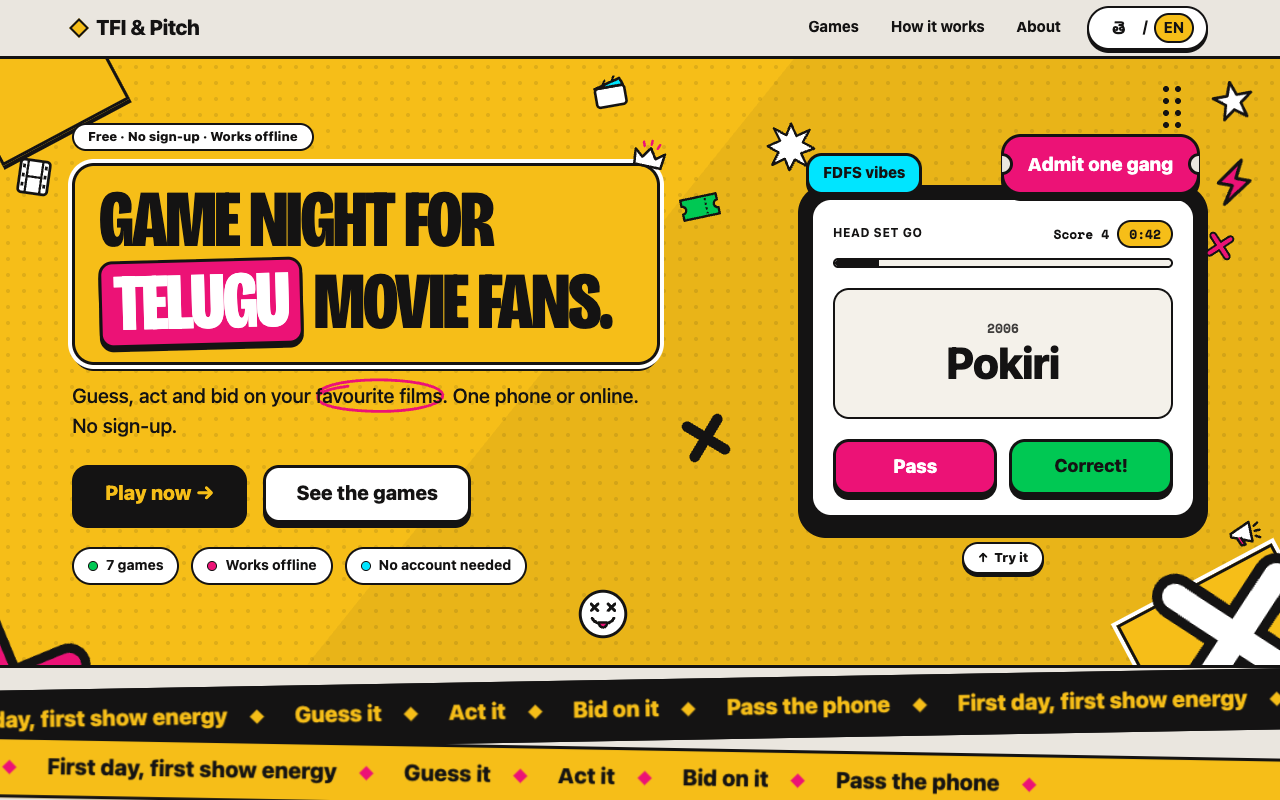 TFI & Pitch
Games
How it works
About
తె / EN
Free · No sign-up · Works offline
GAME NIGHT FOR
TELUGU MOVIE FANS.
Guess, act and bid on your favourite films. One phone or online.
No sign-up.
Play now →
See the games
7 games
Works offline
No account needed
FDFS vibes
Admit one gang
HEAD SET GO
Score 4
0:42
2006
Pokiri
Pass
Correct!
↑ Try it
day, first show energy ◆ Guess it ◆ Act it ◆ Bid on it ◆ Pass the phone ◆ First day, first show energy ◆
◆ First day, first show energy ◆ Guess it ◆ Act it ◆ Bid on it ◆ Pass the phone ◆